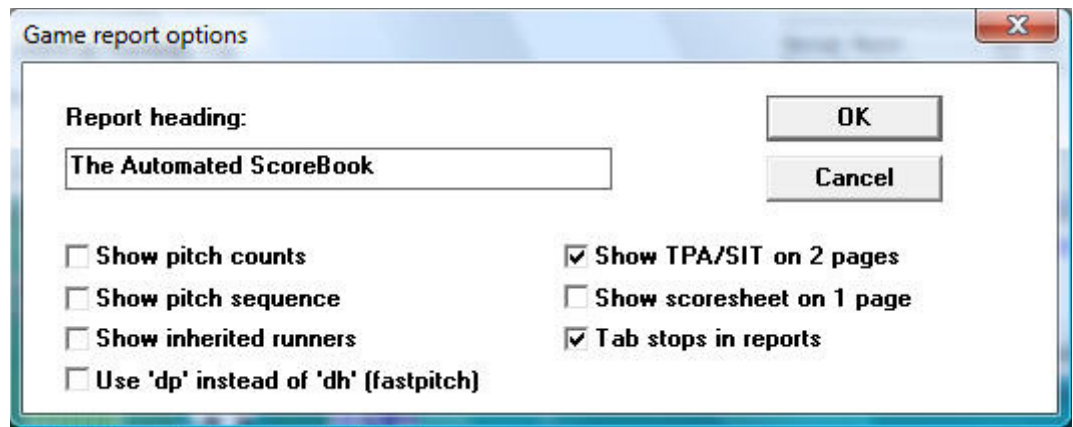 Game report options
Report heading:
OK
The Automated ScoreBook
Cancel
Show pitch counts
Show TPA/SIT on 2 pages
Show pitch sequence
Show scoresheet on 1 page
Show inherited runners
Tab stops in reports
Use 'dp' instead of 'dh' (fastpitch)